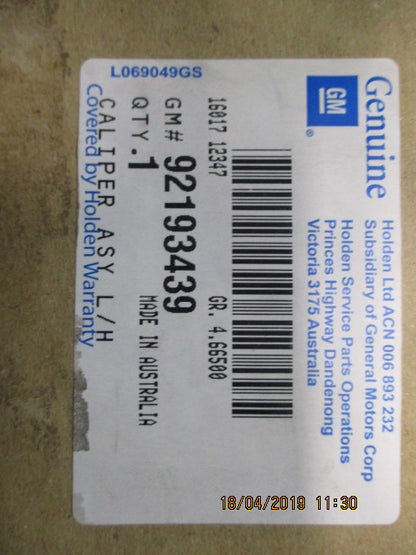 Genuine
GM
®
Holden Ltd ACN 006 893 232
Subsidiary of General Motors Corp
Holden Service Parts Operations
Princes Highway Dandenong
Victoria 3175 Australia
16017 12347
GR. 4.66500
GM# 92193439
QTY. 1
MADE IN AUSTRALIA
CALIPER ASY L/H
Covered by Holden Warranty
L069049GS
18/04/2019 11:30